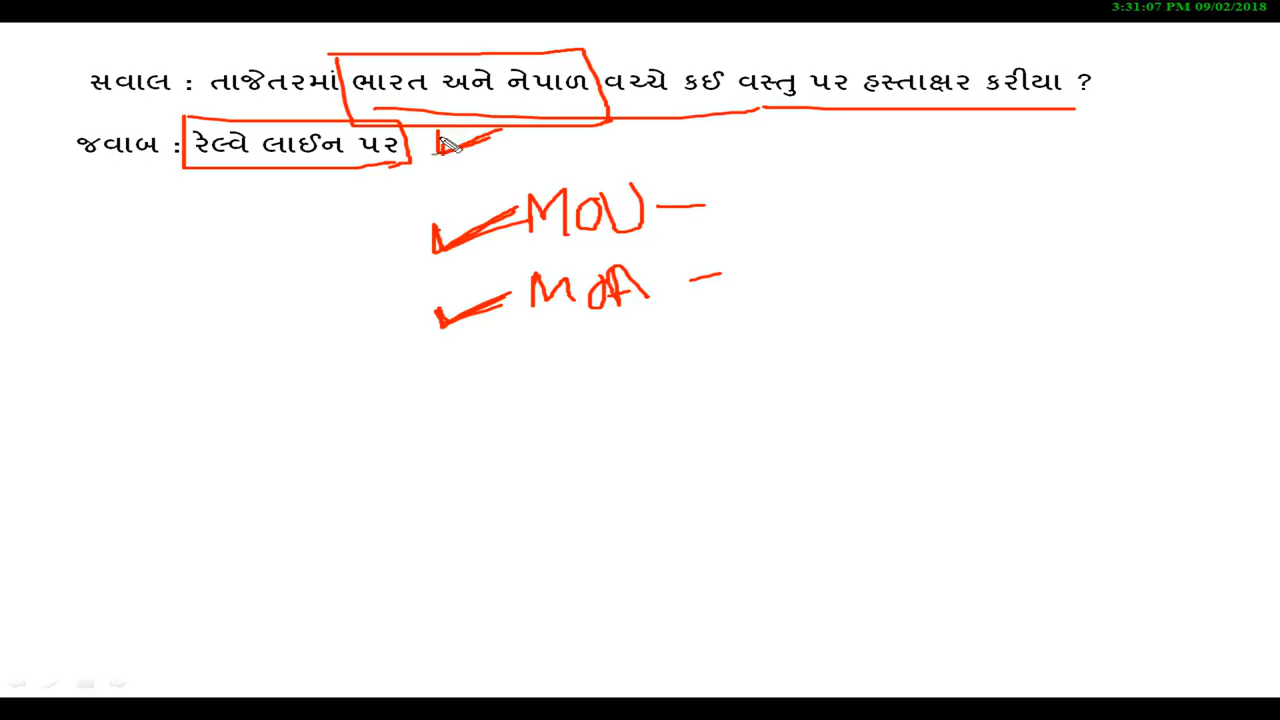 3:31:07 PM 09/02/2018
સવાલ : તાજેતરમાં ભારત અને નેપાળ વચ્ચે કઈ વસ્તુ પર હસ્તાક્ષર કરીયા ?
જવાબ : રેલ્વે લાઈન પર
MOU -
MOA -